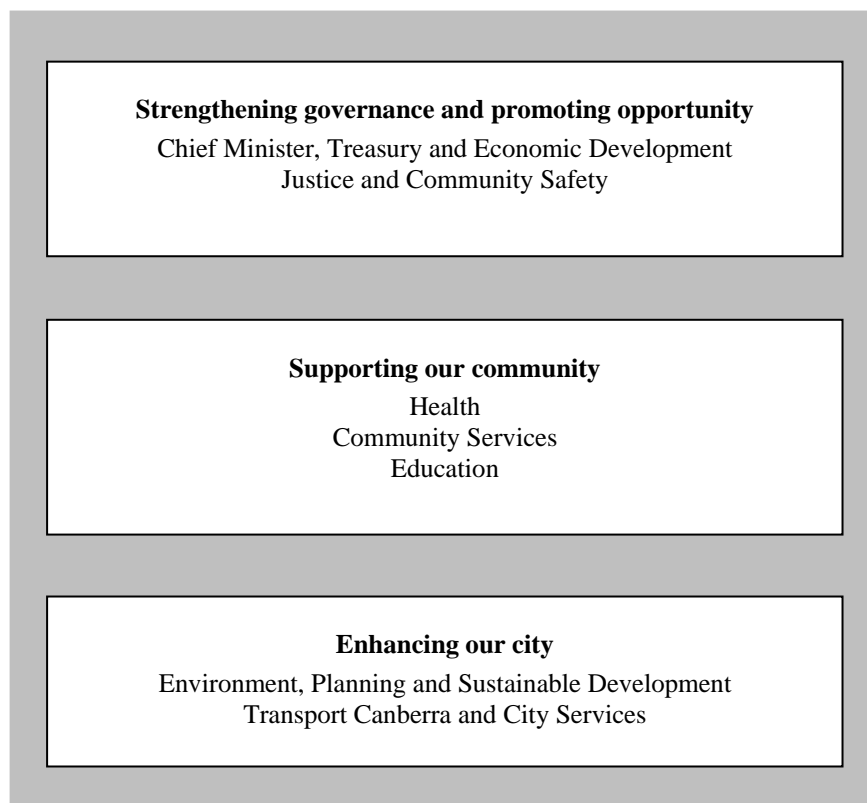 Strengthening governance and promoting opportunity
Chief Minister, Treasury and Economic Development
Justice and Community Safety
Supporting our community
Health
Community Services
Education
Enhancing our city
Environment, Planning and Sustainable Development
Transport Canberra and City Services